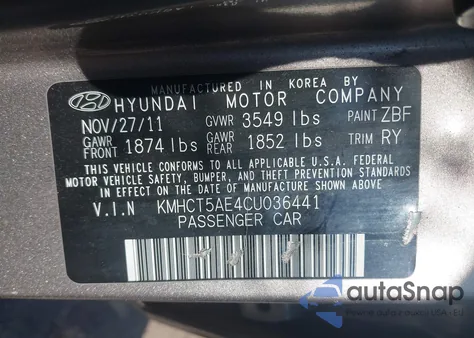 MANUFACTURED IN KOREA BY
HYUNDAI MOTOR COMPANY
NOV/27/11 GVWR 3549 lbs PAINT ZBF
GAWR FRONT 1874 lbs GAWR REAR 1852 lbs TRIM RY
THIS VEHICLE CONFORMS TO ALL APPLICABLE U.S.A. FEDERAL
MOTOR VEHICLE SAFETY, BUMPER, AND THEFT PREVENTION STANDARDS
IN EFFECT ON THE DATE OF MANUFACTURE SHOWN ABOVE.
V.I.N KMHCT5AE4CU036441
PASSENGER CAR
autoSnap